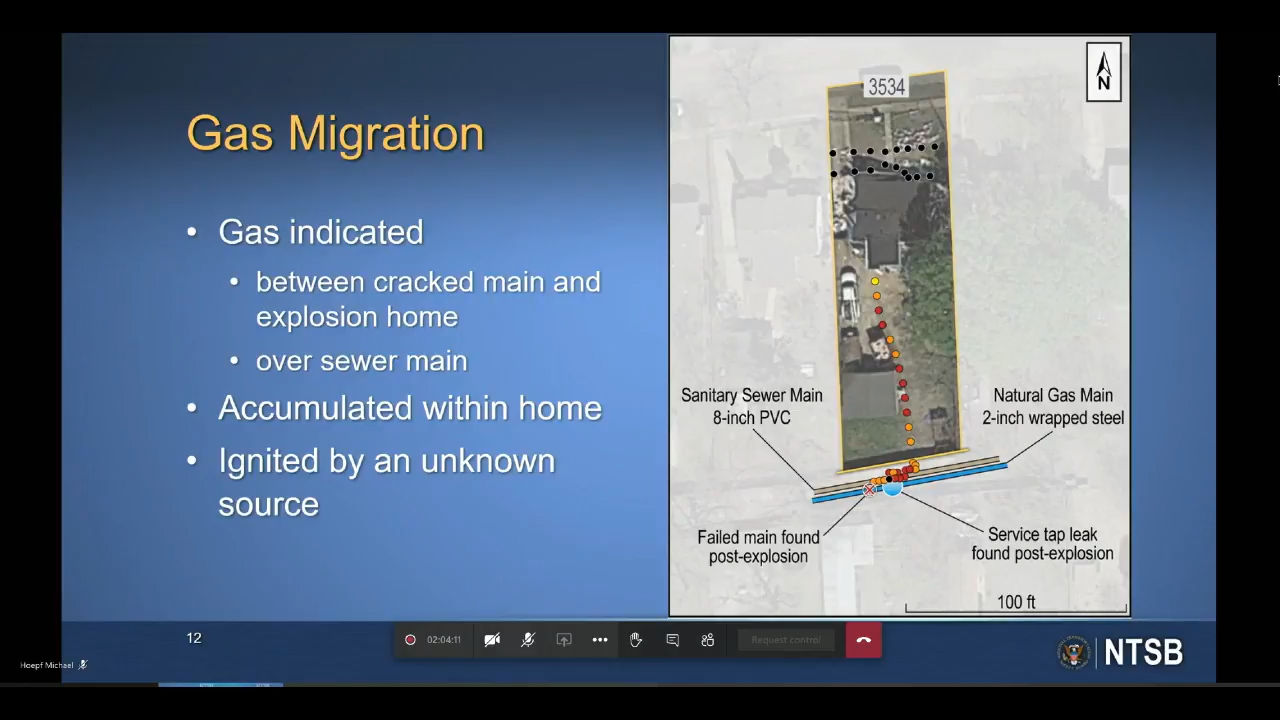 3534
N
Gas Migration
• Gas indicated
• between cracked main and
explosion home
• over sewer main
• Accumulated within home
• Ignited by an unknown
source
Sanitary Sewer Main
8-inch PVC
Natural Gas Main
2-inch wrapped steel
Failed main found
post-explosion
Service tap leak
found post-explosion
100 ft
12
02:04:11
Request control
NTSB
Hoepf Michael